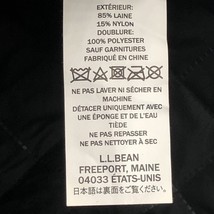 EXTÉRIEUR:
85% LAINE
15% NYLON
DOUBLURE:
100% POLYESTER
SAUF GARNITURES
FABRIQUÉ EN CHINE
NE PAS LAVER NI SÉCHER EN
MACHINE
DÉTACHER UNIQUEMENT AVEC
UNE ÉPONGE ET DE L'EAU
TIÈDE
NE PAS REPASSER
NE PAS NETTOYER À SEC
L.L.BEAN
FREEPORT, MAINE
04033 ÉTATS-UNIS
日本語は裏面をご覧ください。